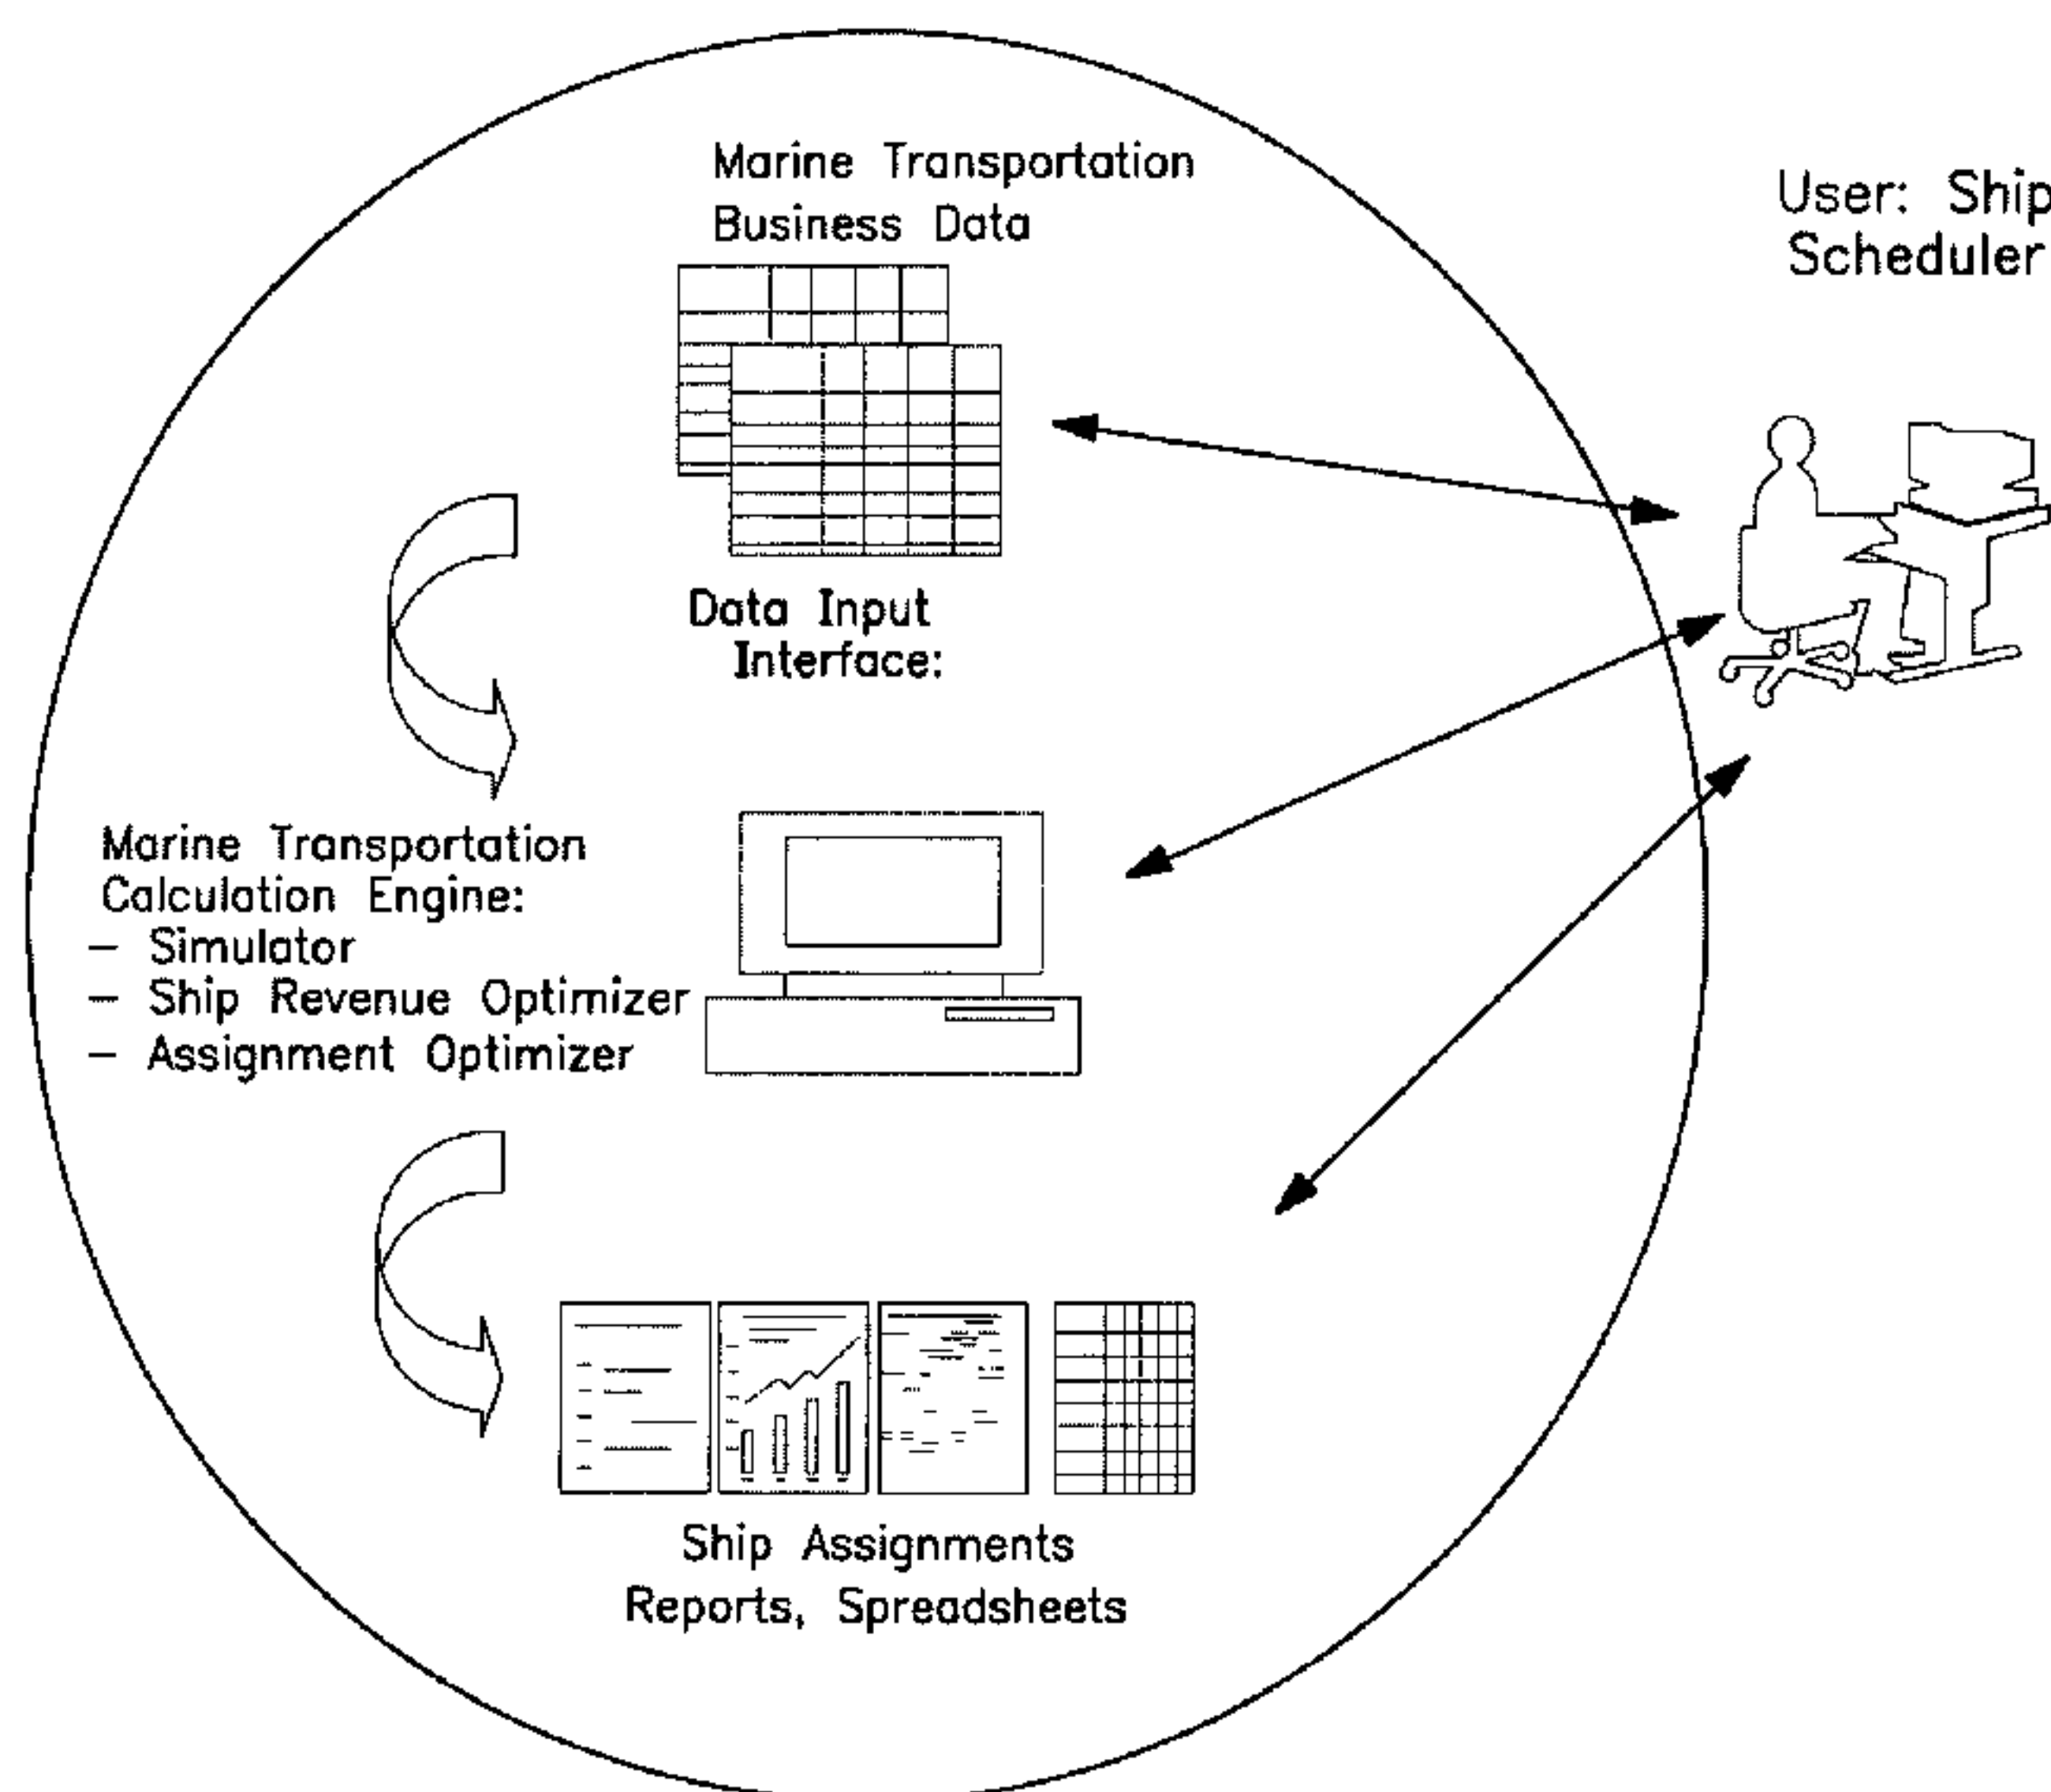 Marine Transportation
Business Data
User: Ship
Scheduler
Data Input
Interface:
Marine Transportation
Calculation Engine:
- Simulator
- Ship Revenue Optimizer
- Assignment Optimizer
Ship Assignments
Reports, Spreadsheets